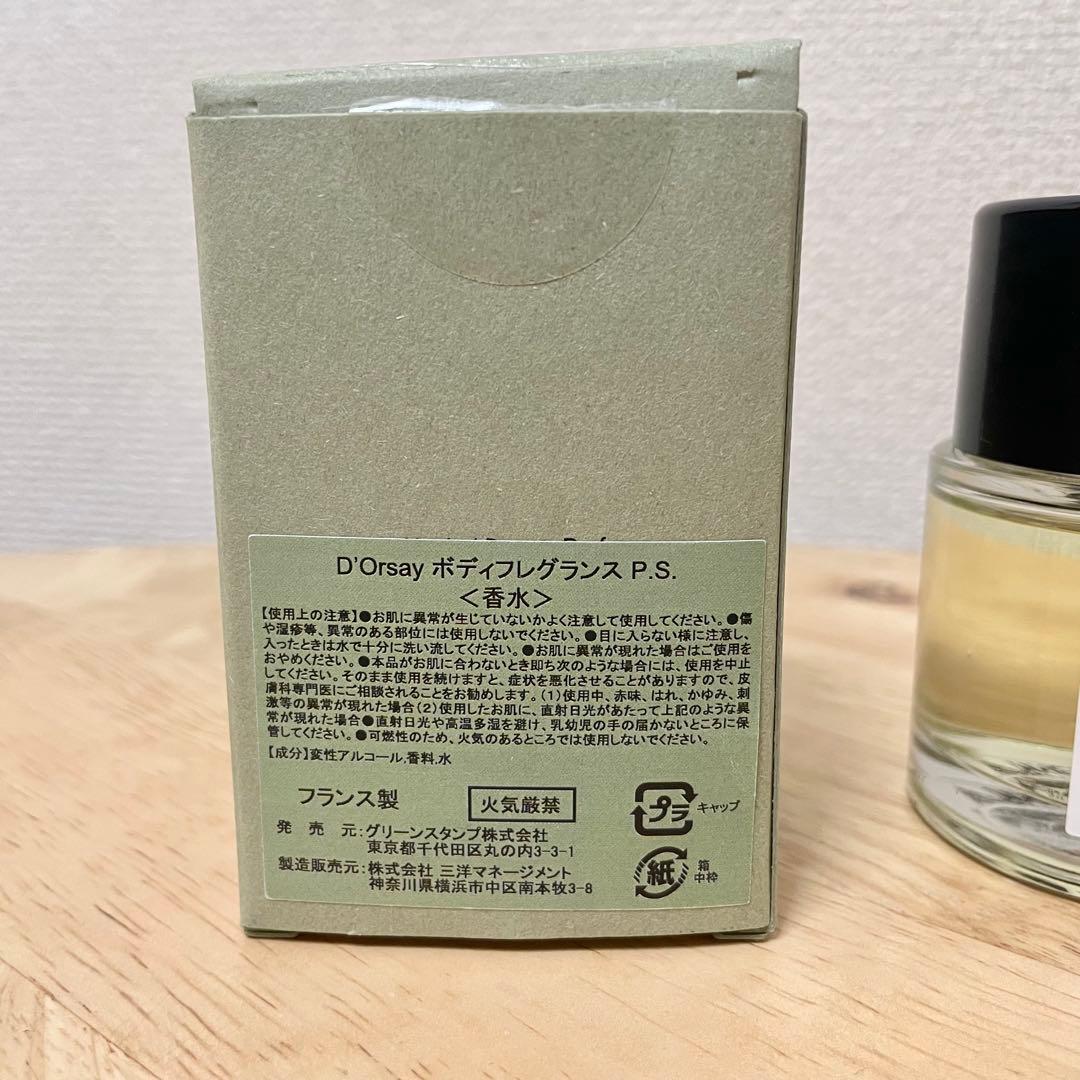 D'Orsay ボディフレグランス P.S.
＜香水＞
【使用上の注意】●お肌に異常が生じていないかよく注意して使用してください。●傷
や湿疹等、異常のある部位には使用しないでください。●目に入らない様に注意し、
入ったときは水で十分に洗い流してください。●お肌に異常が現れた場合はご使用を
おやめください。●本品がお肌に合わないとき即ち次のような場合には、使用を中止
してください。そのまま使用を続けますと、症状を悪化させることがありますので、皮
膚科専門医にご相談されることをお勧めします。(1)使用中、赤味、はれ、かゆみ、刺
激等の異常が現れた場合(2)使用したお肌に、直射日光があたって上記のような異
常が現れた場合●直射日光や高温多湿を避け、乳幼児の手の届かないところに保
管してください。●可燃性のため、火気のあるところでは使用しないでください。
【成分】変性アルコール,香料,水
フランス製
火気厳禁
プラ キャップ
発 売 元:グリーンスタンプ株式会社
東京都千代田区丸の内3-3-1
製造販売元:株式会社 三洋マネージメント
神奈川県横浜市中区南本牧3-8
紙 箱
中枠